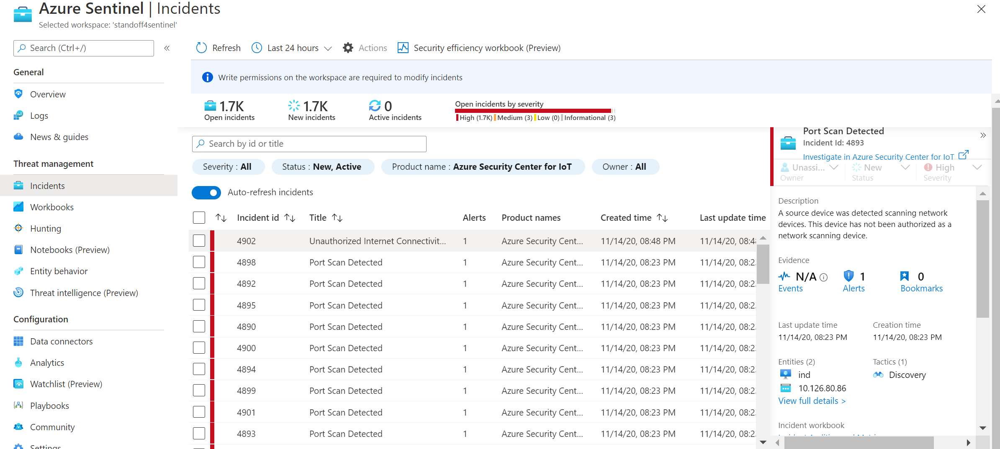 Azure Sentinel | Incidents
Selected workspace: 'standoff4sentinel'
Search (Ctrl+/)
«
General
Overview
Logs
News & guides
Threat management
Incidents
Workbooks
Hunting
Notebooks (Preview)
Entity behavior
Threat intelligence (Preview)
Configuration
Data connectors
Analytics
Watchlist (Preview)
Playbooks
Community
Settings
Refresh Last 24 hours Actions Security efficiency workbook (Preview)
Write permissions on the workspace are required to modify incidents
1.7K 1.7K 0
Open incidents New incidents Active incidents
Open incidents by severity
High (1.7K) Medium (3) Low (0) Informational (3)
Search by id or title
Severity : All Status : New, Active Product name : Azure Security Center for IoT Owner : All
Auto-refresh incidents
Incident id Title Alerts Product names Created time Last update time
4902 Unauthorized Internet Connectivit... 1 Azure Security Cent... 11/14/20, 08:48 PM 11/14/20, 08:48
4898 Port Scan Detected 1 Azure Security Cent... 11/14/20, 08:23 PM 11/14/20, 08:2
4892 Port Scan Detected 1 Azure Security Cent... 11/14/20, 08:23 PM 11/14/20, 08:2
4895 Port Scan Detected 1 Azure Security Cent... 11/14/20, 08:23 PM 11/14/20, 08:2
4890 Port Scan Detected 1 Azure Security Cent... 11/14/20, 08:23 PM 11/14/20, 08:2
4900 Port Scan Detected 1 Azure Security Cent... 11/14/20, 08:23 PM 11/14/20, 08:2
4894 Port Scan Detected 1 Azure Security Cent... 11/14/20, 08:23 PM 11/14/20, 08:2
4899 Port Scan Detected 1 Azure Security Cent... 11/14/20, 08:23 PM 11/14/20, 08:2
4901 Port Scan Detected 1 Azure Security Cent... 11/14/20, 08:23 PM 11/14/20, 08:2
4893 Port Scan Detected 1 Azure Security Cent... 11/14/20, 08:23 PM 11/14/20, 08:2
Port Scan Detected
Incident Id: 4893
»
Investigate in Azure Security Center for IoT
Unassi... New High
Owner Status Severity
Description
A source device was detected scanning network
devices. This device has not been authorized as a
network scanning device.
Evidence
N/A 1 0
Events Alerts Bookmarks
Last update time Creation time
11/14/20, 08:23 PM 11/14/20, 08:23 PM
Entities (2) Tactics (1)
ind Discovery
10.126.80.86
View full details >
Incident workbook